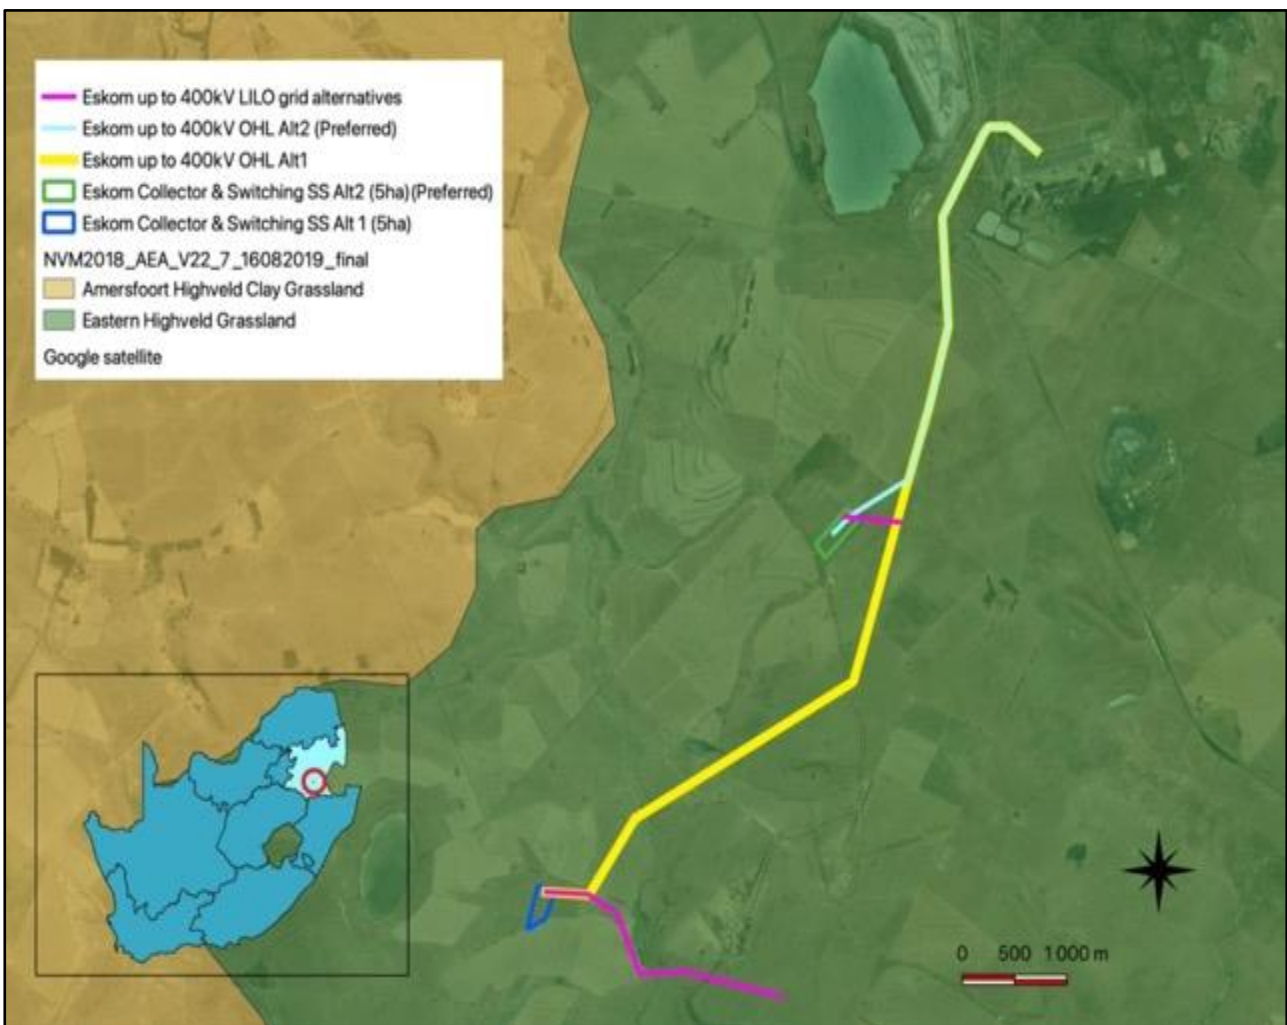 Eskom up to 400kV LILO grid alternatives
Eskom up to 400kV OHL Alt2 (Preferred)
Eskom up to 400kV OHL Alt1
Eskom Collector & Switching SS Alt2 (5ha)(Preferred)
Eskom Collector & Switching SS Alt 1 (5ha)
NVM2018_AEA_V22_7_16082019_final
Amersfoort Highveld Clay Grassland
Eastern Highveld Grassland
Google satellite
0 500 1000 m